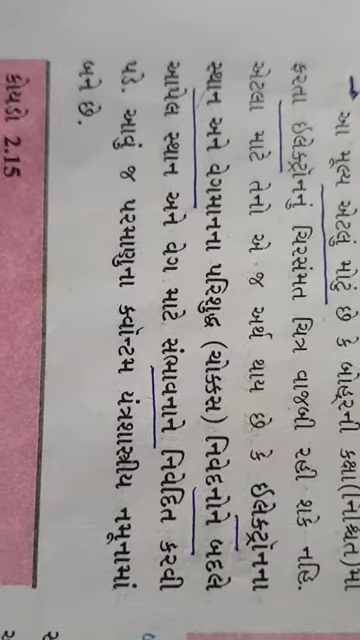 આ મૂલ્ય એટલું મોટું છે કે બોહરની કક્ષા(નિશ્ચિત)માં
ફરતા ઇલેક્ટ્રોનનું ચિરસંમત ચિત્ર વાજબી રહી શકે નહિ.
એટલા માટે તેનો એ જ અર્થ થાય છે કે ઇલેક્ટ્રોનના
સ્થાન અને વેગમાનના પરિશુદ્ધ (ચોક્કસ) નિવેદનોને બદલે
આપેલ સ્થાન અને વેગ માટે સંભાવનાને નિવેદિત કરવી
પડે. આવું જ પરમાણુના ક્વૉન્ટમ યંત્રશાસ્ત્રીય નમૂનામાં
બને છે.
કોયડો 2.15